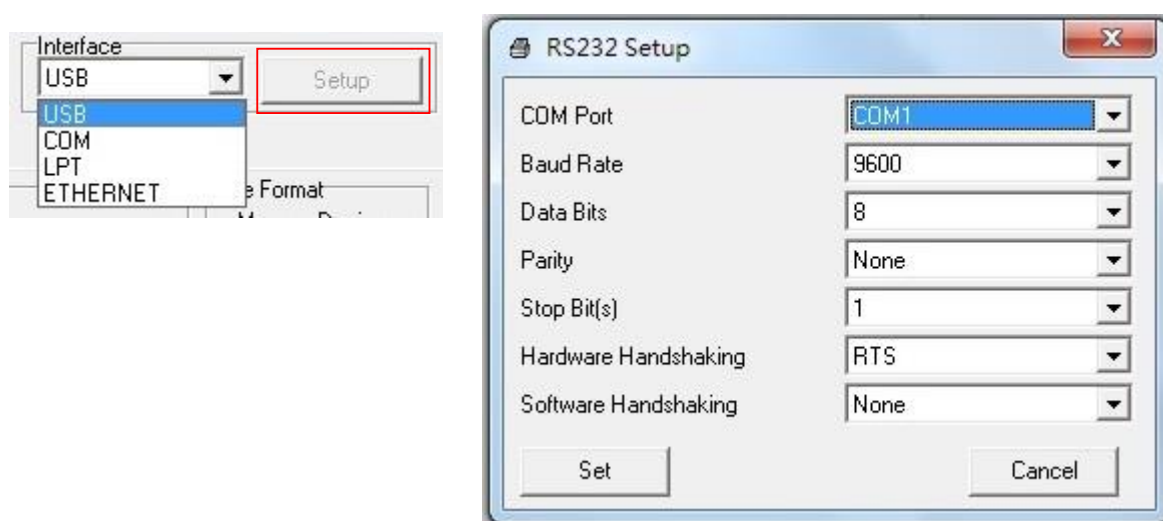 Interface
USB
Setup
USB
COM
LPT
ETHERNET
e Format
RS232 Setup
COM Port COM1
Baud Rate 9600
Data Bits 8
Parity None
Stop Bit(s) 1
Hardware Handshaking RTS
Software Handshaking None
Set Cancel